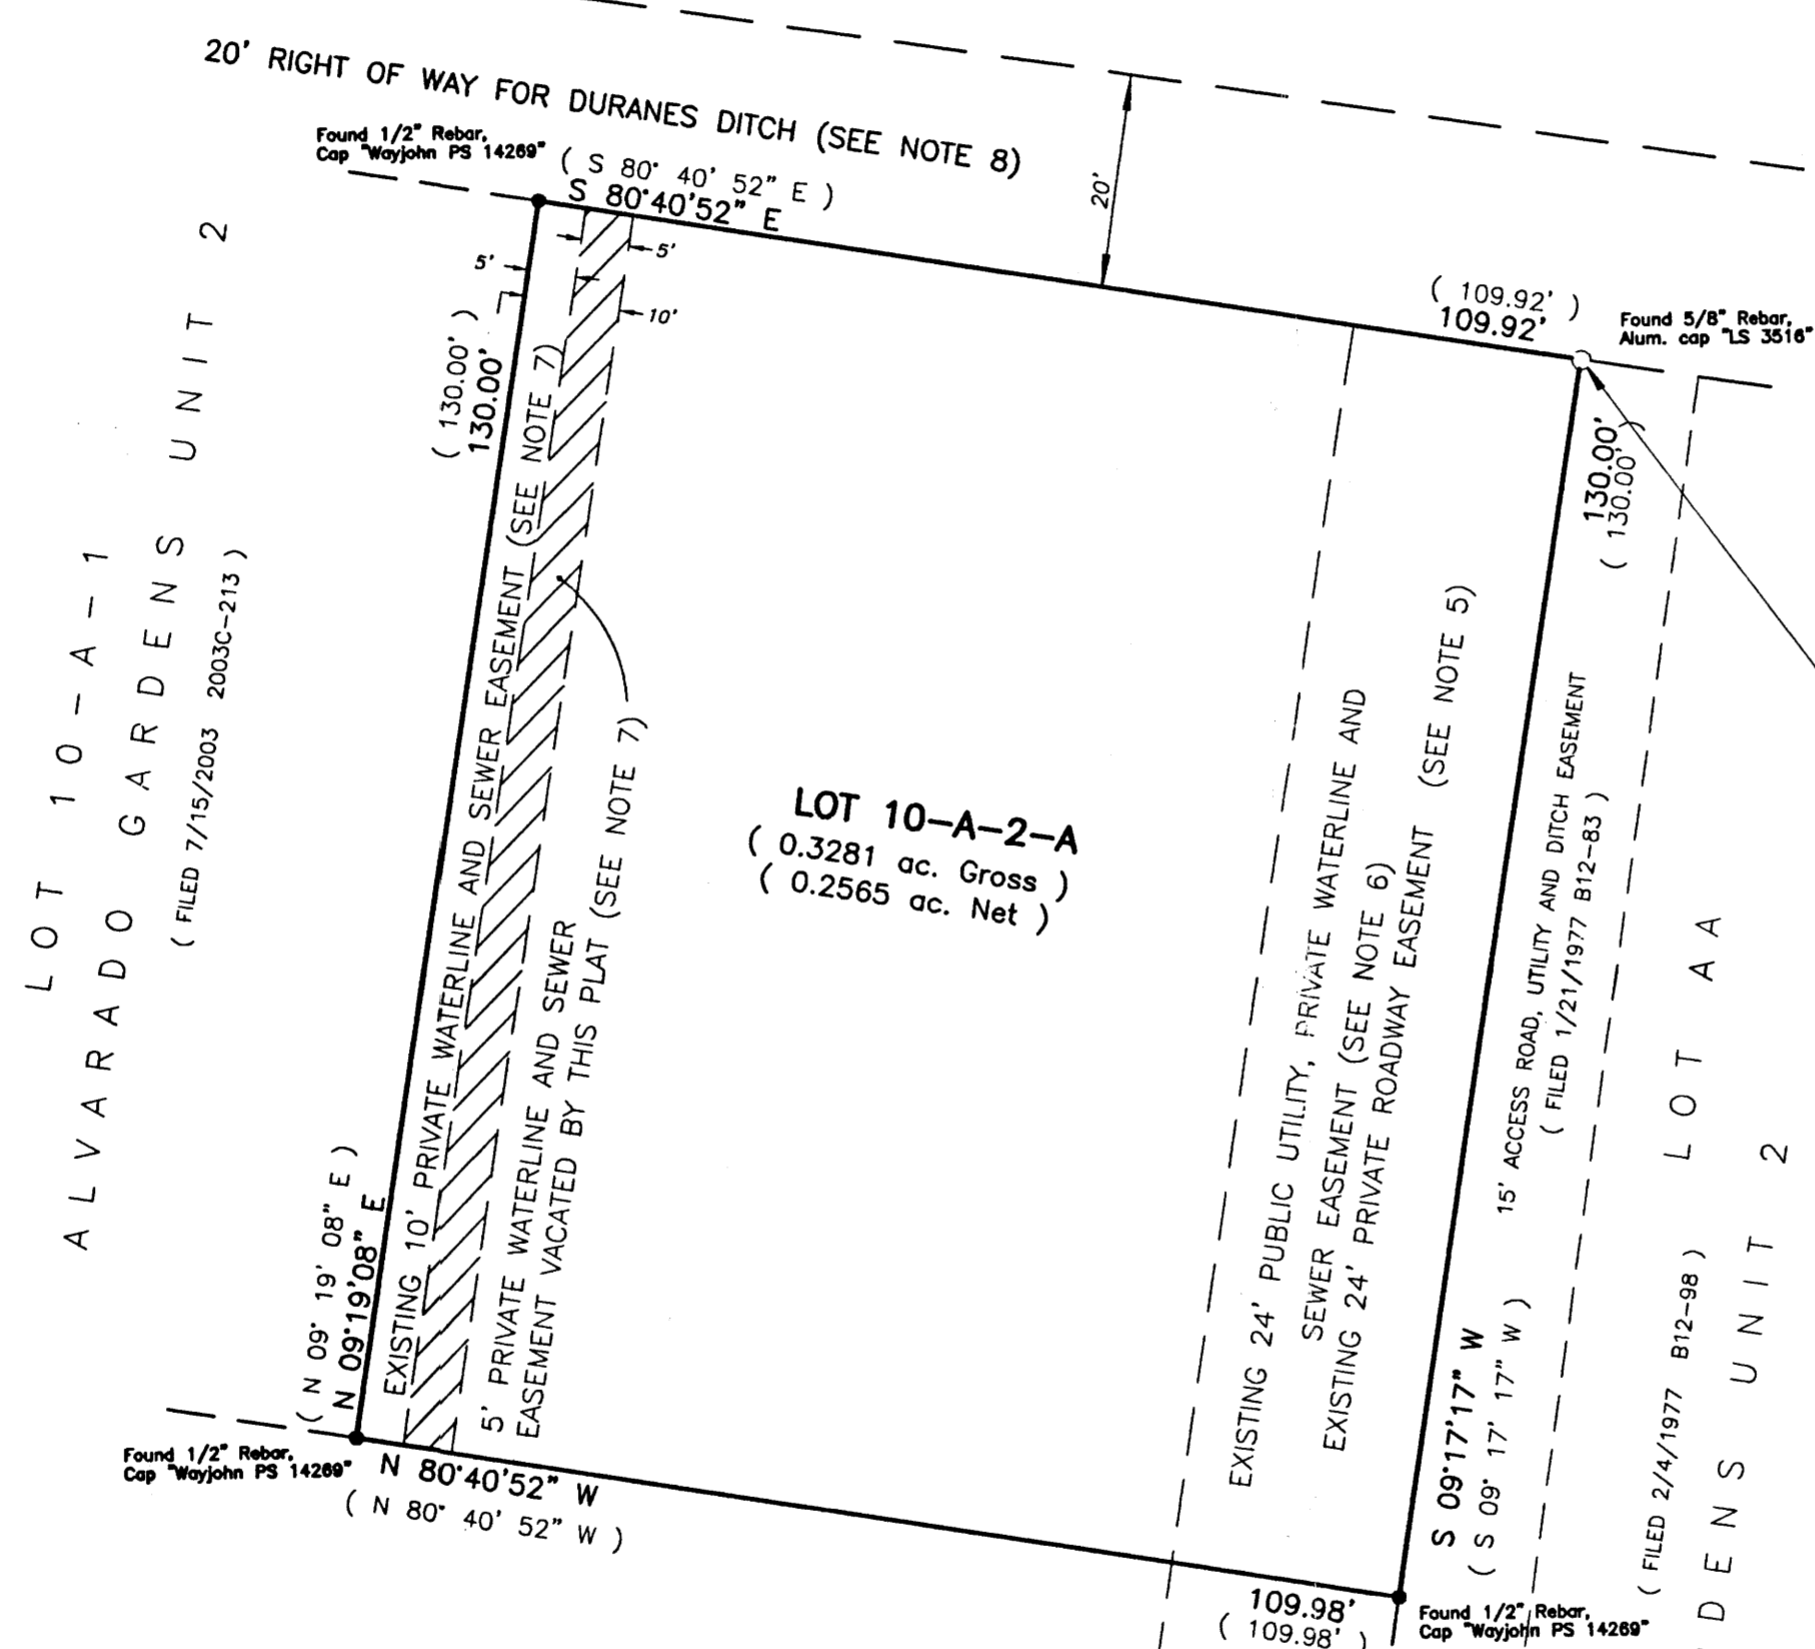 20' RIGHT OF WAY FOR DURANES DITCH (SEE NOTE 8)
Found 1/2" Rebar,
Cap "Wayjohn PS 14269"
( S 80° 40' 52" E )
S 80°40'52" E
20'
5'
5'
10'
( 109.92' )
109.92'
Found 5/8" Rebar,
Alum. cap "LS 3516"
( 130.00' )
130.00'
130.00'
( 130.00' )
LOT 10-A-1
ALVARADO GARDENS UNIT 2
( FILED 7/15/2003 2003C-213 )
EXISTING 10' PRIVATE WATERLINE AND SEWER EASEMENT (SEE NOTE 7)
5' PRIVATE WATERLINE AND SEWER
EASEMENT VACATED BY THIS PLAT (SEE NOTE 7)
LOT 10-A-2-A
( 0.3281 ac. Gross )
( 0.2565 ac. Net )
EXISTING 24' PUBLIC UTILITY, PRIVATE WATERLINE AND
SEWER EASEMENT (SEE NOTE 6)
EXISTING 24' PRIVATE ROADWAY EASEMENT (SEE NOTE 5)
15' ACCESS ROAD, UTILITY AND DITCH EASEMENT
( FILED 1/21/1977 B12-83 )
LOT AA
DENS UNIT 2
( FILED 2/4/1977 B12-98 )
( N 09° 19' 08" E )
N 09°19'08" E
S 09°17'17" W
( S 09° 17' 17" W )
Found 1/2" Rebar,
Cap "Wayjohn PS 14269"
N 80°40'52" W
( N 80° 40' 52" W )
109.98'
( 109.98' )
Found 1/2" Rebar,
Cap "Wayjohn PS 14269"